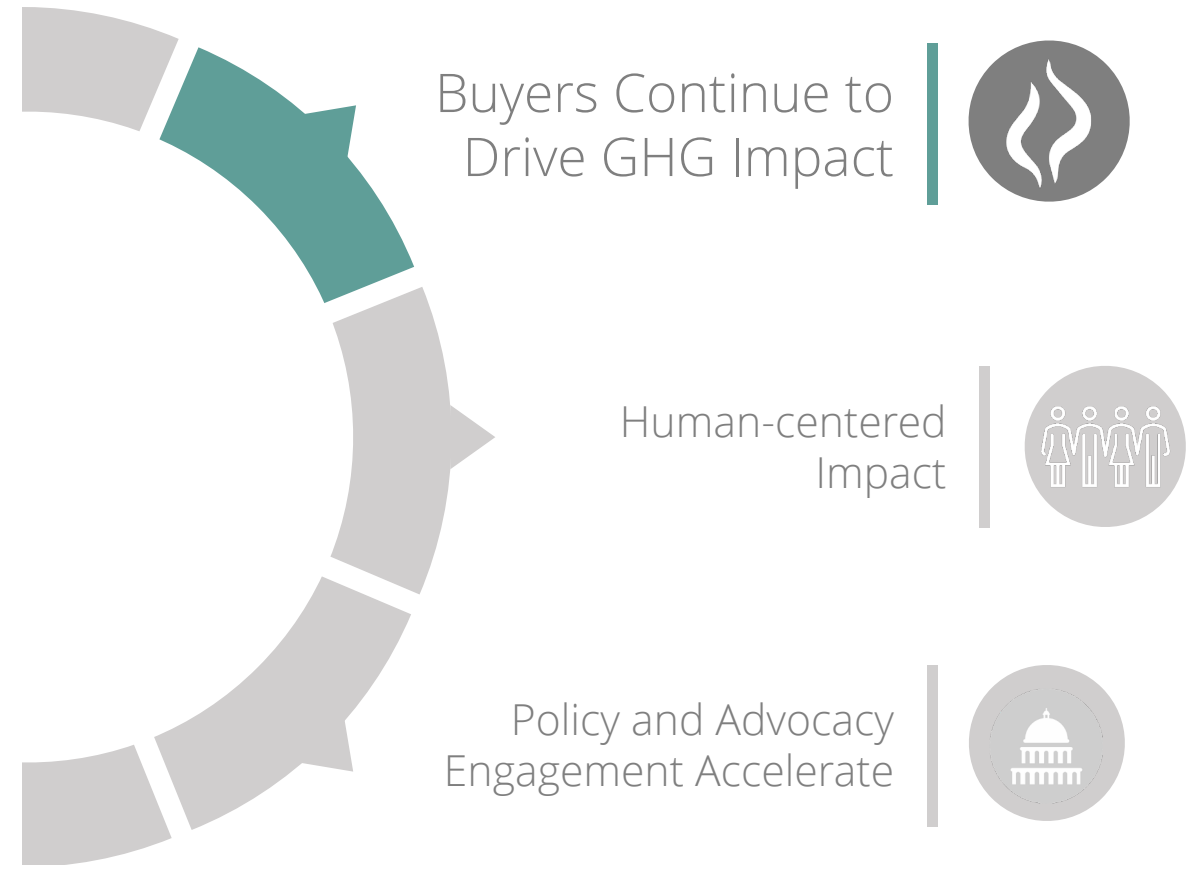 Buyers Continue to
Drive GHG Impact
Human-centered
Impact
Policy and Advocacy
Engagement Accelerate